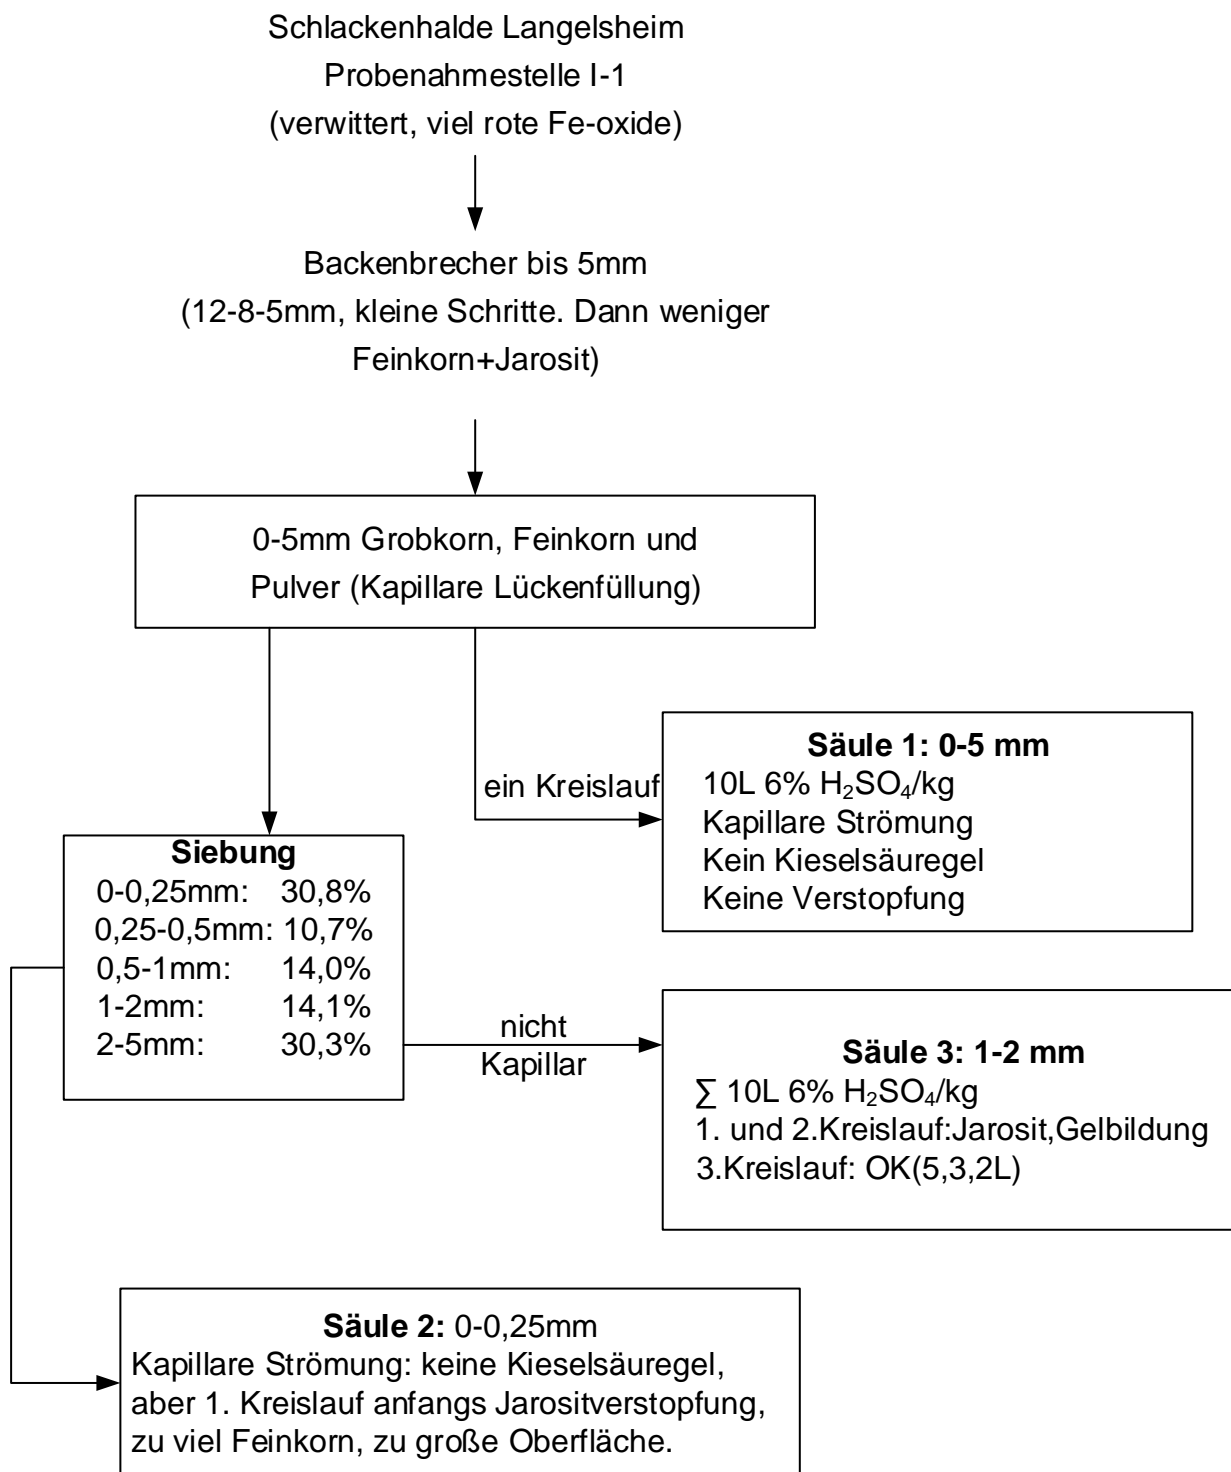 Schlackenhalde Langelsheim
Probenahmestelle I-1
(verwittert, viel rote Fe-oxide)
Backenbrecher bis 5mm
(12-8-5mm, kleine Schritte. Dann weniger
Feinkorn+Jarosit)
0-5mm Grobkorn, Feinkorn und
Pulver (Kapillare Lückenfüllung)
ein Kreislauf
Säule 1: 0-5 mm
10L 6% H₂SO₄/kg
Kapillare Strömung
Kein Kieselsäuregel
Keine Verstopfung
Siebung
0-0,25mm: 30,8%
0,25-0,5mm: 10,7%
0,5-1mm: 14,0%
1-2mm: 14,1%
2-5mm: 30,3%
nicht
Kapillar
Säule 3: 1-2 mm
∑ 10L 6% H₂SO₄/kg
1. und 2.Kreislauf:Jarosit,Gelbildung
3.Kreislauf: OK(5,3,2L)
Säule 2: 0-0,25mm
Kapillare Strömung: keine Kieselsäuregel,
aber 1. Kreislauf anfangs Jarositverstopfung,
zu viel Feinkorn, zu große Oberfläche.